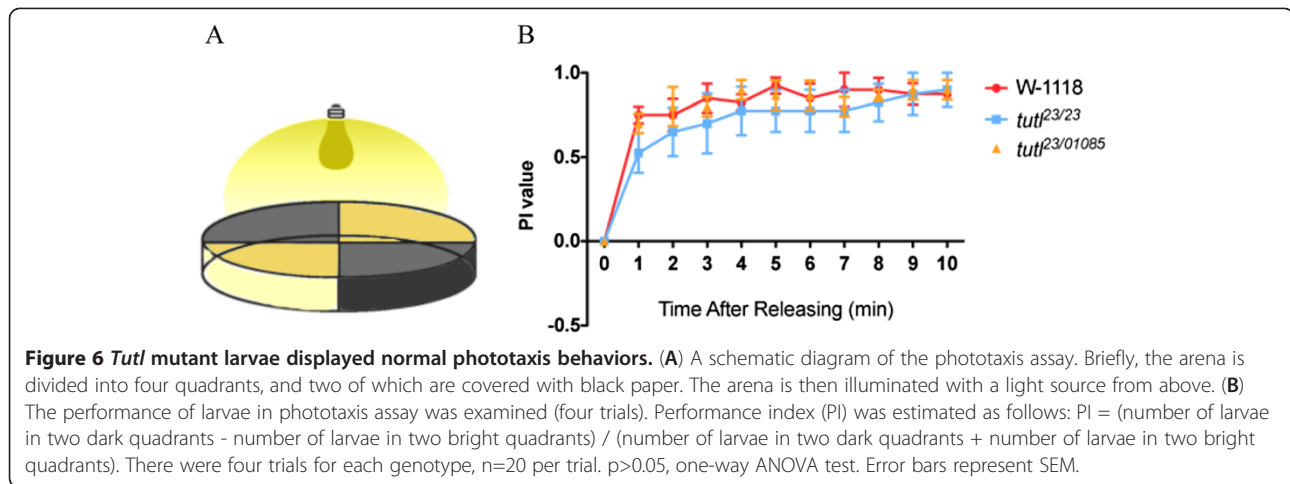 A
B
1.0
0.5
0.0
-0.5
PI value
0 1 2 3 4 5 6 7 8 9 10
Time After Releasing (min)
W-1118
tutl23/23
tutl23/01085
Figure 6 Tutl mutant larvae displayed normal phototaxis behaviors. (A) A schematic diagram of the phototaxis assay. Briefly, the arena is
divided into four quadrants, and two of which are covered with black paper. The arena is then illuminated with a light source from above. (B)
The performance of larvae in phototaxis assay was examined (four trials). Performance index (PI) was estimated as follows: PI = (number of larvae
in two dark quadrants - number of larvae in two bright quadrants) / (number of larvae in two dark quadrants + number of larvae in two bright
quadrants). There were four trials for each genotype, n=20 per trial. p>0.05, one-way ANOVA test. Error bars represent SEM.